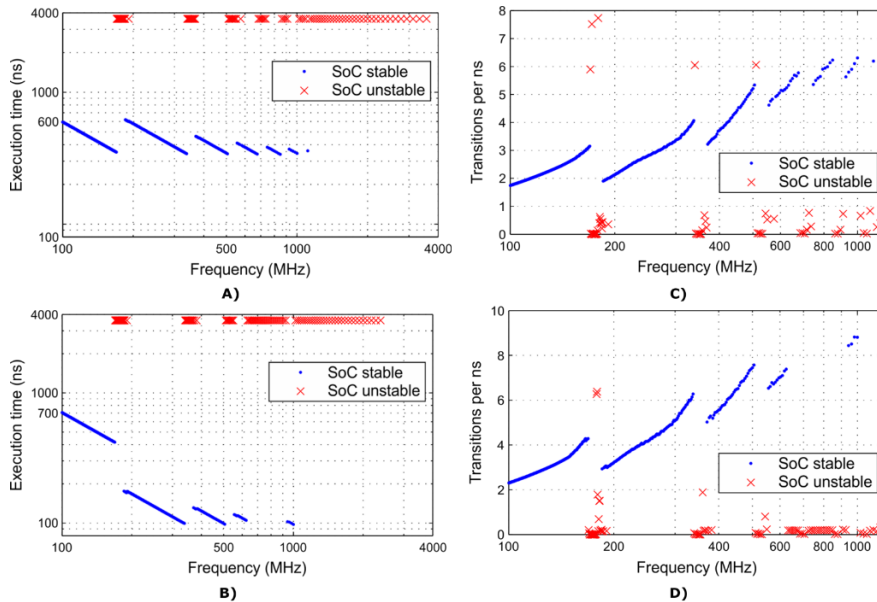 4000
1000
600
100
Execution time (ns)
SoC stable
SoC unstable
100
500
1000
4000
Frequency (MHz)
A)
8
7
6
5
4
3
2
1
0
Transitions per ns
SoC stable
SoC unstable
100
200
400
600
800
1000
Frequency (MHz)
C)
4000
1000
700
100
Execution time (ns)
SoC stable
SoC unstable
100
500
1000
4000
Frequency (MHz)
B)
10
8
6
4
2
0
Transitions per ns
SoC stable
SoC unstable
100
200
400
600
800
1000
Frequency (MHz)
D)